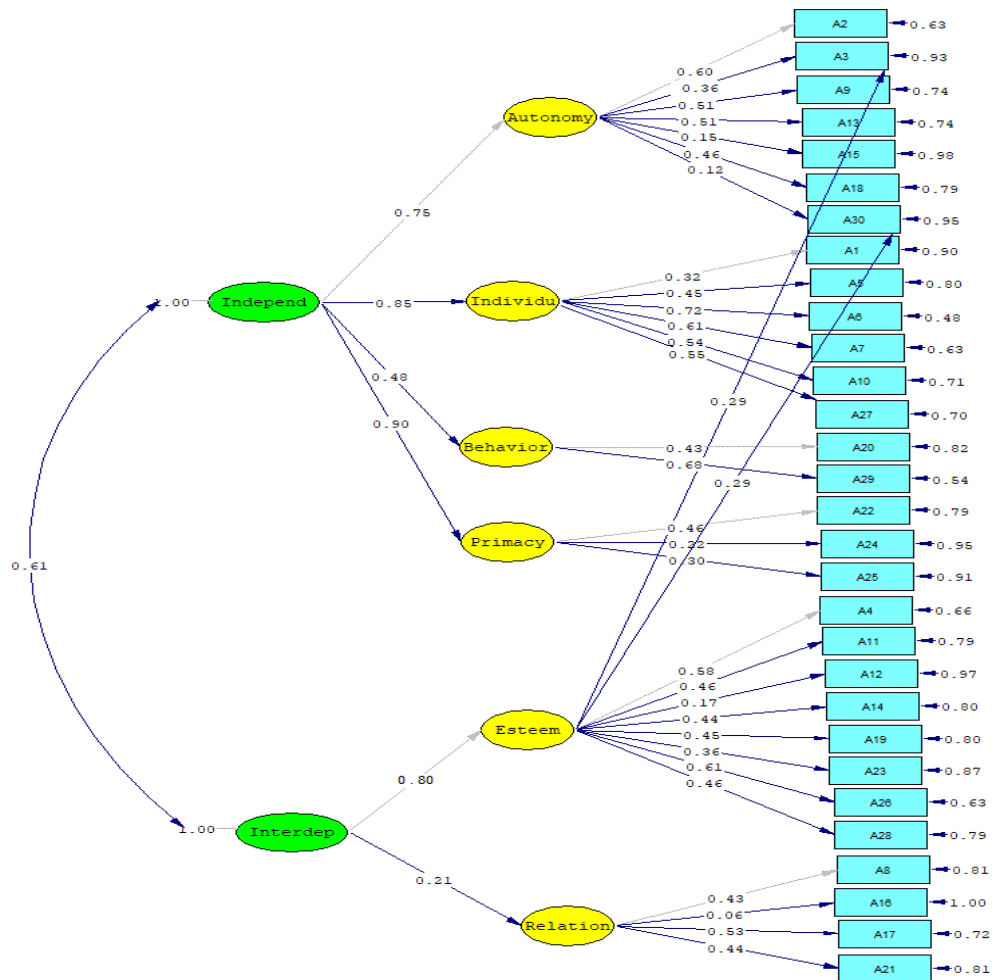 A2 0.63
A3 0.93
0.60
0.36
A9 0.74
0.51
Autonomy
0.51
A13 0.74
0.15
A15 0.98
0.46
0.12
A18 0.79
0.75
A30 0.95
A1 0.90
0.32
A5 0.80
1.00 Independ 0.85 Individu
0.45
0.72
A6 0.48
0.61
0.54
A7 0.63
0.55
0.48
A10 0.71
0.29
A27 0.70
0.90
Behavior 0.43 A20 0.82
0.68
A29 0.54
0.29
A22 0.79
0.46
Primacy
0.22
A24 0.95
0.30
0.61
A25 0.91
A4 0.66
A11 0.79
0.58
0.46
A12 0.97
0.17
A14 0.80
0.44
Esteem
0.45
A19 0.80
0.36
0.61
A23 0.87
0.80
0.46
A26 0.63
1.00 Interdep
A28 0.79
A8 0.81
0.21
0.43
A16 1.00
0.06
Relation
0.53
A17 0.72
0.44
A21 0.81